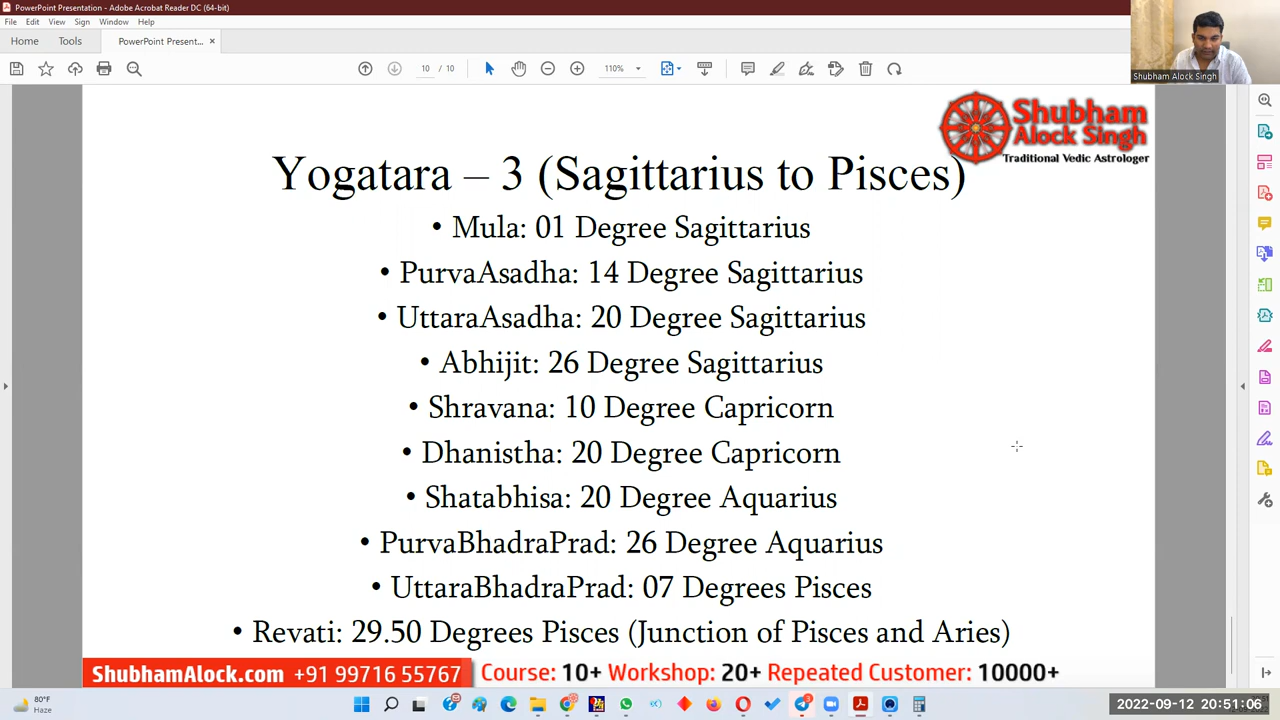 PowerPoint Presentation - Adobe Acrobat Reader DC (64-bit)
File Edit View Sign Window Help
Home Tools PowerPoint Present... ×
10 / 10 110%
Shubham Alock Singh
Shubham
Alock Singh
Traditional Vedic Astrologer
Yogatara – 3 (Sagittarius to Pisces)
• Mula: 01 Degree Sagittarius
• PurvaAsadha: 14 Degree Sagittarius
• UttaraAsadha: 20 Degree Sagittarius
• Abhijit: 26 Degree Sagittarius
• Shravana: 10 Degree Capricorn
• Dhanistha: 20 Degree Capricorn
• Shatabhisa: 20 Degree Aquarius
• PurvaBhadraPrad: 26 Degree Aquarius
• UttaraBhadraPrad: 07 Degrees Pisces
• Revati: 29.50 Degrees Pisces (Junction of Pisces and Aries)
ShubhamAlock.com +91 99716 55767 Course: 10+ Workshop: 20+ Repeated Customer: 10000+
80°F
Haze
2022-09-12 20:51:06